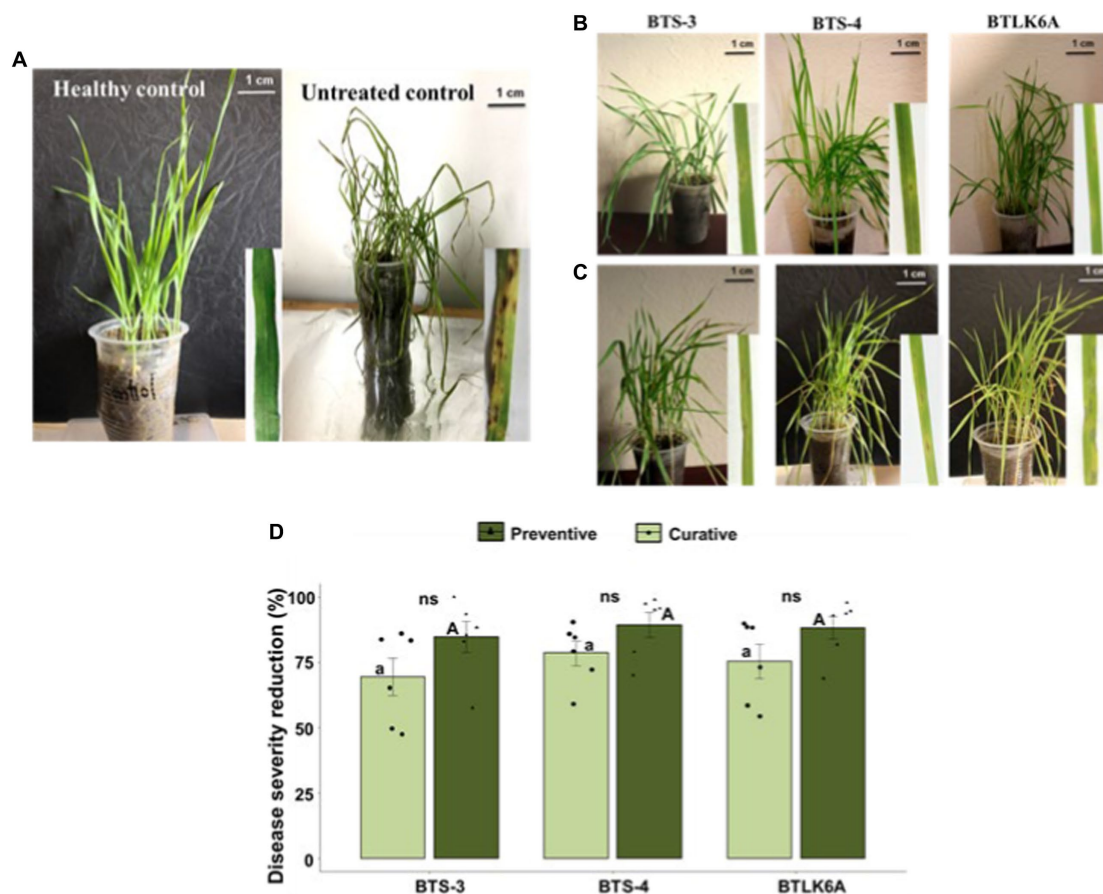 A
Healthy control
1 cm
Untreated control
1 cm
control
B
BTS-3
BTS-4
BTLK6A
1 cm
1 cm
1 cm
C
1 cm
1 cm
1 cm
D
Preventive
Curative
Disease severity reduction (%)
100
75
50
25
0
ns
ns
ns
a
A
a
A
a
A
BTS-3
BTS-4
BTLK6A